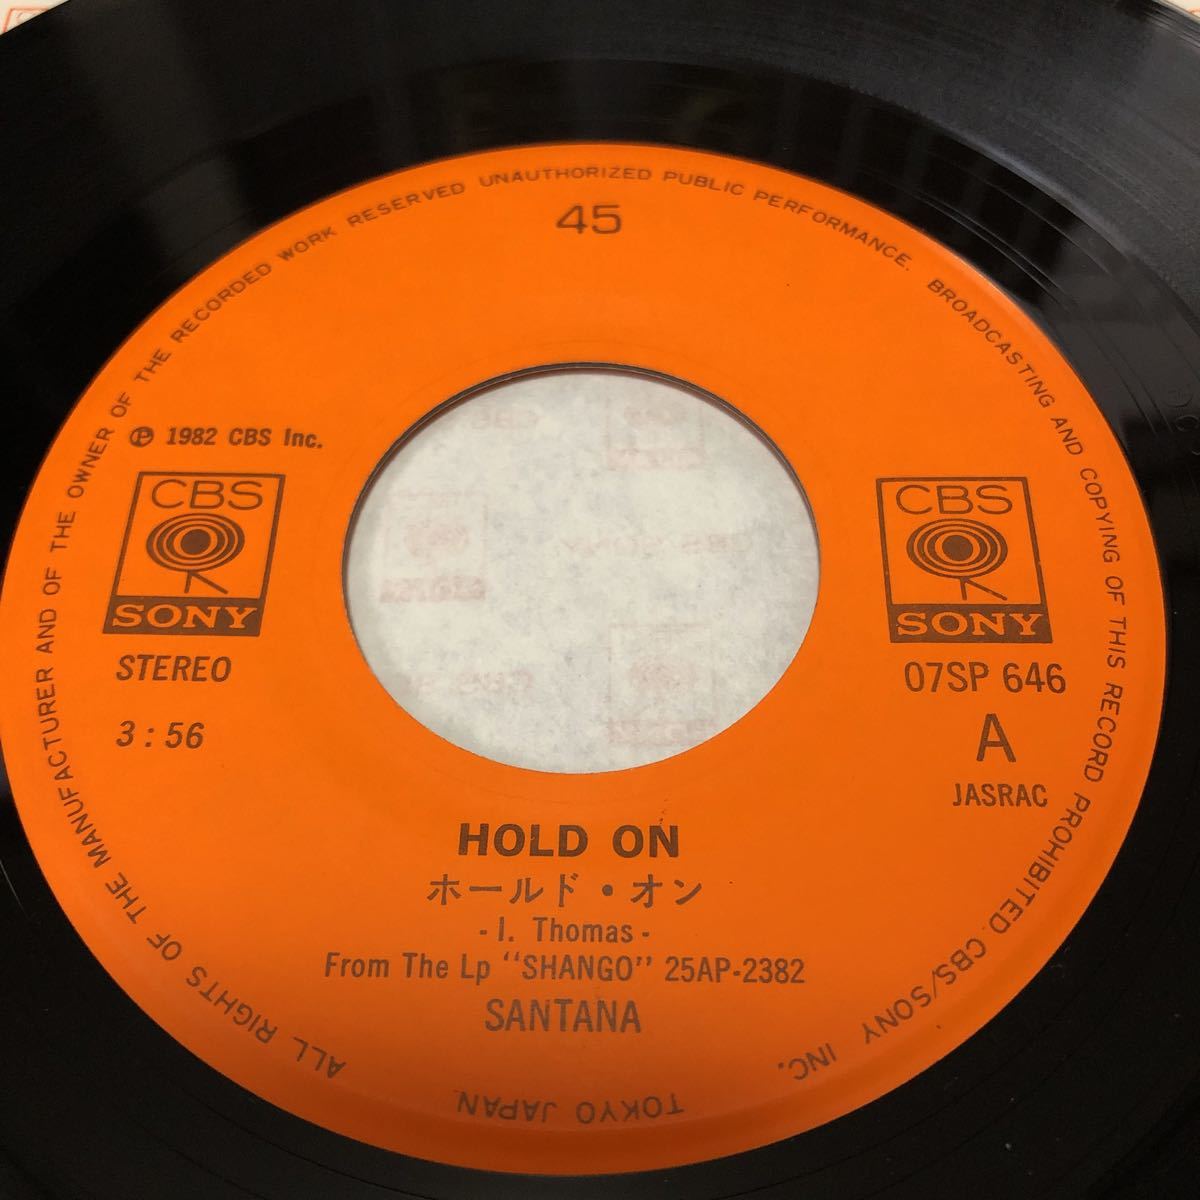 45
℗ 1982 CBS Inc.
CBS
SONY
STEREO
3:56
CBS
SONY
07SP 646
A
JASRAC
HOLD ON
ホールド・オン
- I. Thomas -
From The Lp "SHANGO" 25AP-2382
SANTANA
ALL RIGHTS OF THE MANUFACTURER AND OF THE OWNER OF THE RECORDED WORK RESERVED UNAUTHORIZED PUBLIC PERFORMANCE. BROADCASTING AND COPYING OF THIS RECORD PROHIBITED. CBS/SONY INC.
TOKYO JAPAN.